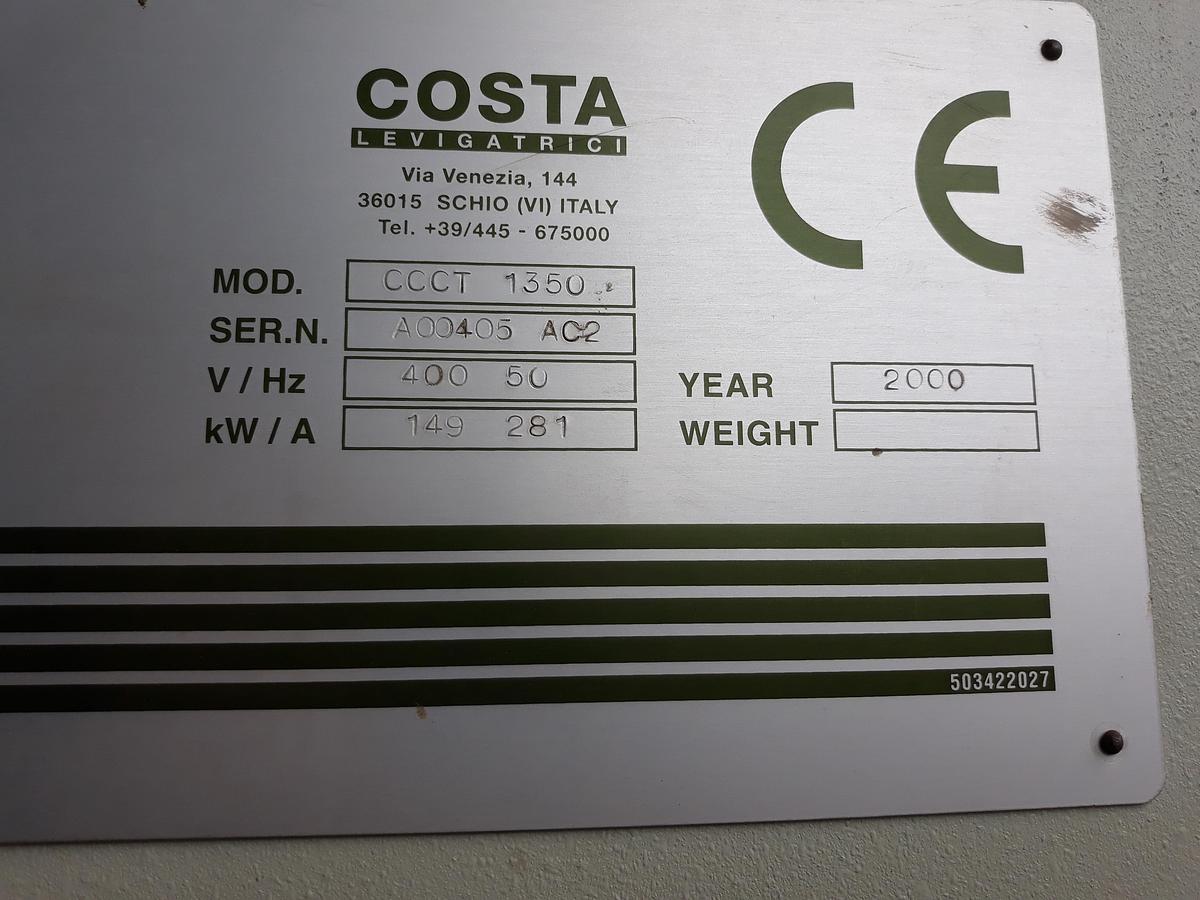 COSTA
LEVIGATRICI
Via Venezia, 144
36015 SCHIO (VI) ITALY
Tel. +39/445 - 675000
CE
MOD. CCCT 1350
SER.N. A00405 AC2
V / Hz 400 50
kW / A 149 281
YEAR 2000
WEIGHT
503422027